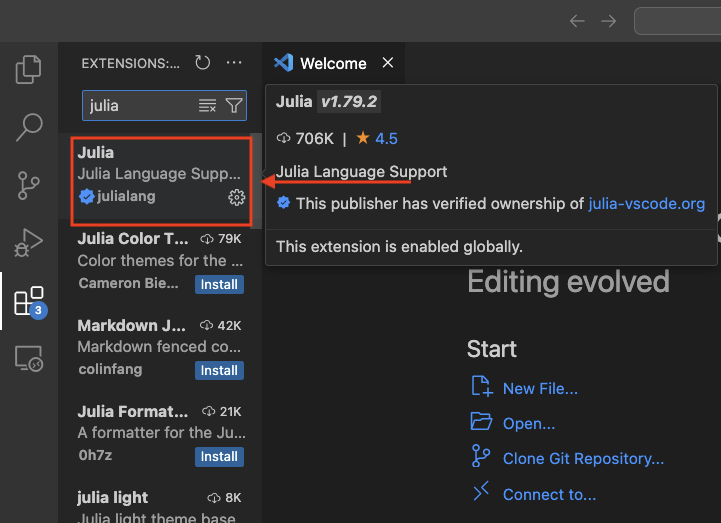 EXTENSIONS:...
Welcome
julia
Julia
Julia Language Supp...
julialang
Julia Color T... 79K
Color themes for the ...
Cameron Bie... Install
Markdown J... 42K
Markdown fenced co...
colinfang Install
Julia Format... 21K
A formatter for the Ju...
0h7z Install
julia light 8K
Julia light theme base
3
Julia v1.79.2
706K | 4.5
Julia Language Support
This publisher has verified ownership of julia-vscode.org
This extension is enabled globally.
Editing evolved
Start
New File...
Open...
Clone Git Repository...
Connect to...